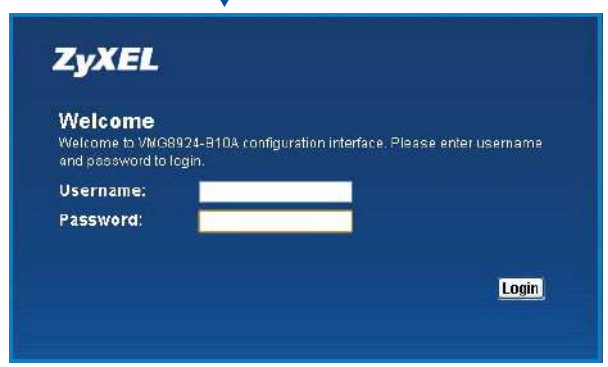 ZyXEL
Welcome
Welcome to VMG8924-B10A configuration interface. Please enter username
and password to login.
Username:
Password:
Login